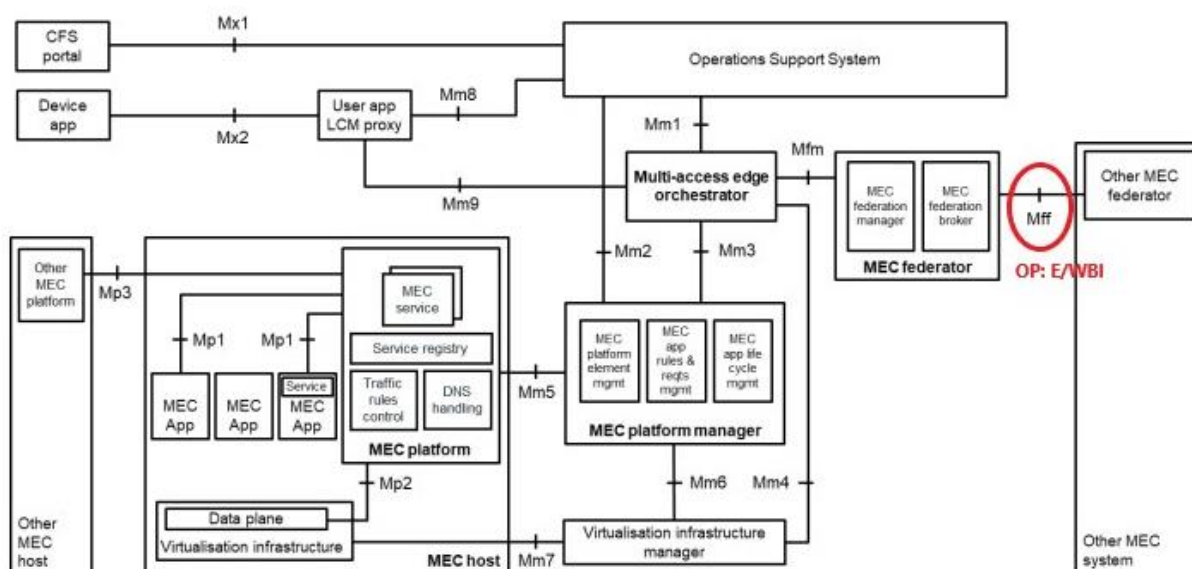 CFS
portal
Mx1
Operations Support System
Device
app
Mx2
User app
LCM proxy
Mm8
Mm1
Mm9
Multi-access edge
orchestrator
Mfm
MEC
federation
manager
MEC
federation
broker
MEC federator
Mff
OP: E/WBI
Other MEC
federator
Other MEC
system
Mm2
Mm3
Other
MEC
platform
Mp3
Other
MEC
host
Mp1
Mp1
MEC
App
MEC
App
Service
MEC
App
MEC
service
Service registry
Traffic
rules
control
DNS
handling
MEC platform
Mm5
MEC
platform
element
mgmt
MEC
app
rules &
reqts
mgmt
MEC
app life
cycle
mgmt
MEC platform manager
Mp2
Mm6
Mm4
Data plane
Virtualisation infrastructure
MEC host
Mm7
Virtualisation infrastructure
manager